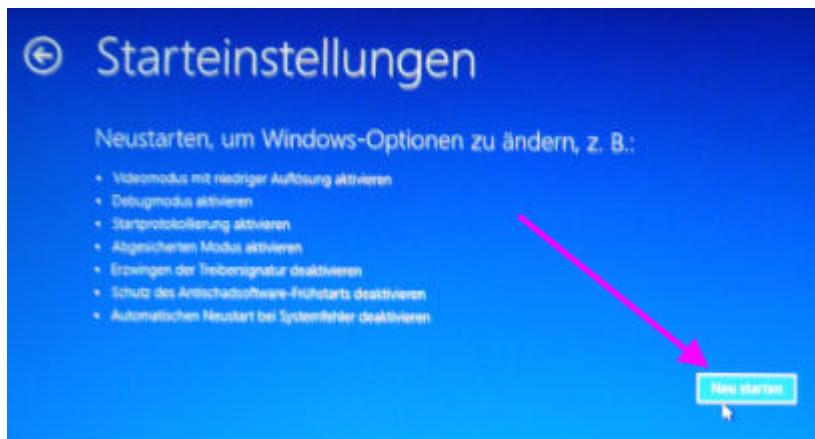 Starteinstellungen
Neustarten, um Windows-Optionen zu ändern, z. B.:
• Videomodus mit niedriger Auflösung aktivieren
• Debugmodus aktivieren
• Startprotokollierung aktivieren
• Abgesicherten Modus aktivieren
• Erzwingen der Treibersignatur deaktivieren
• Schutz des Antischadsoftware-Frühstarts deaktivieren
• Automatischen Neustart bei Systemfehler deaktivieren
Neu starten